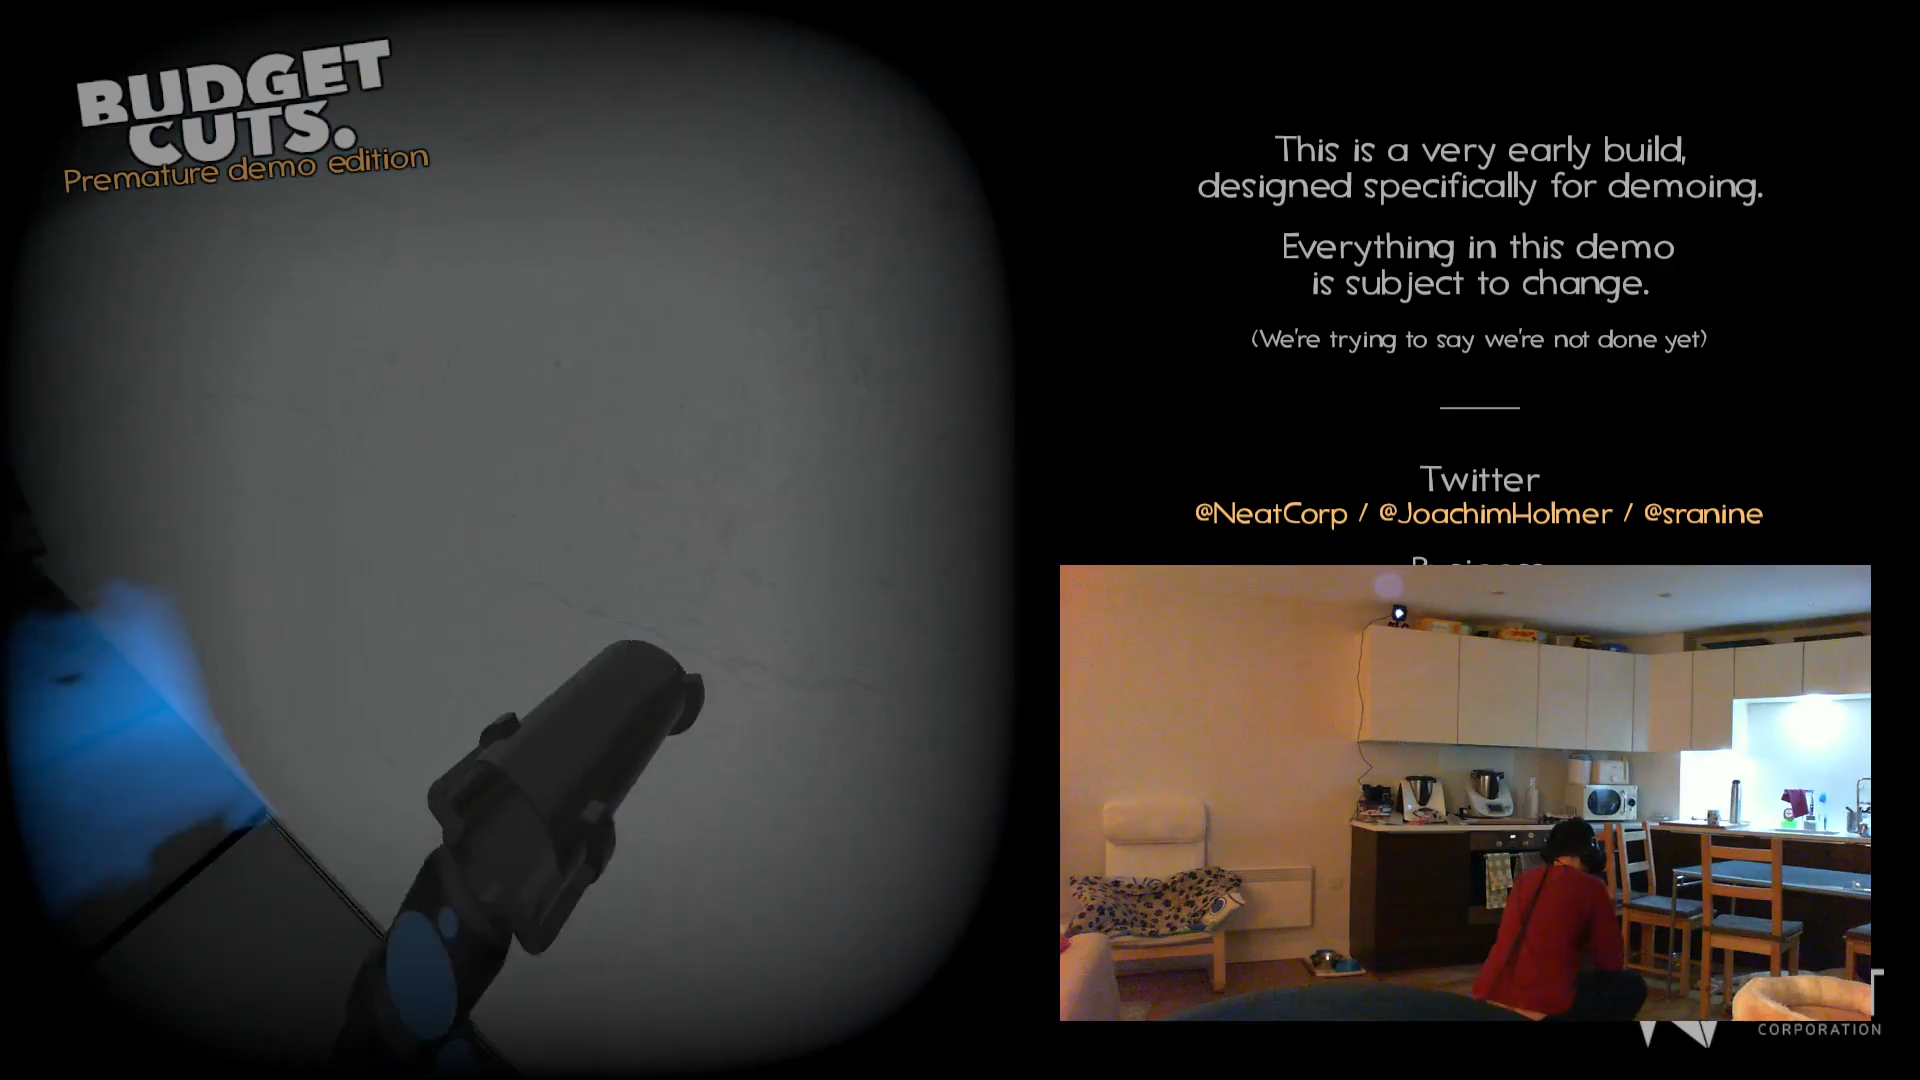 BUDGET
CUTS.
Premature demo edition
This is a very early build,
designed specifically for demoing.
Everything in this demo
is subject to change.
(We're trying to say we're not done yet)
Twitter
@NeatCorp / @JoachimHolmer / @sranine
CORPORATION